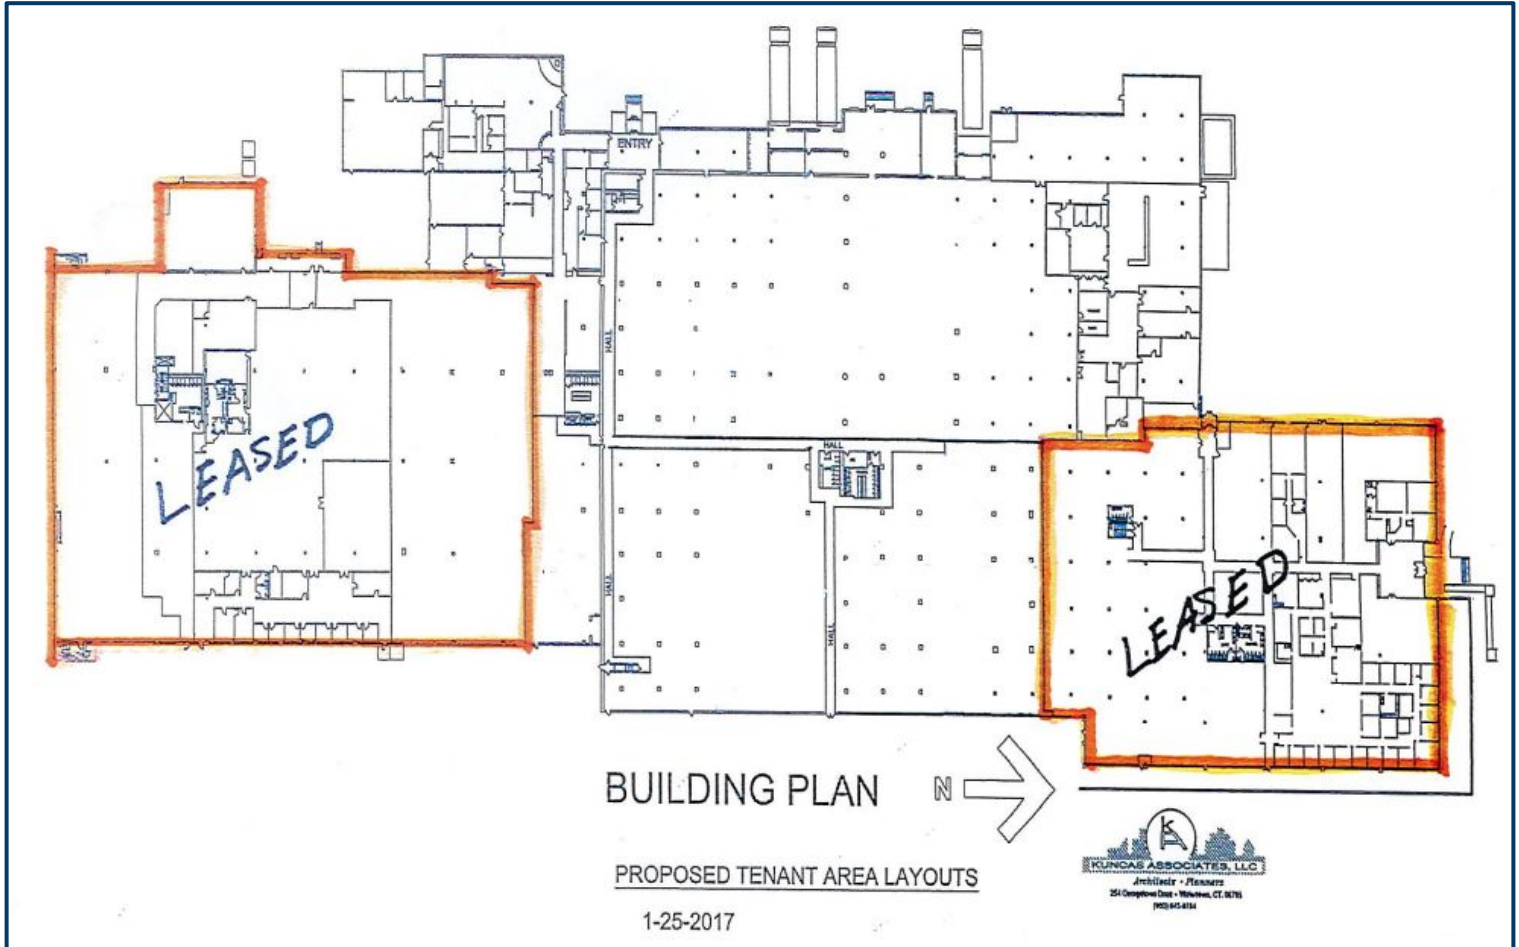 ENTRY
HALL
HALL
HALL
HALL
LEASED
LEASED
BUILDING PLAN
N
PROPOSED TENANT AREA LAYOUTS
1-25-2017
KA
KUNCAS ASSOCIATES, LLC
Architects - Planners